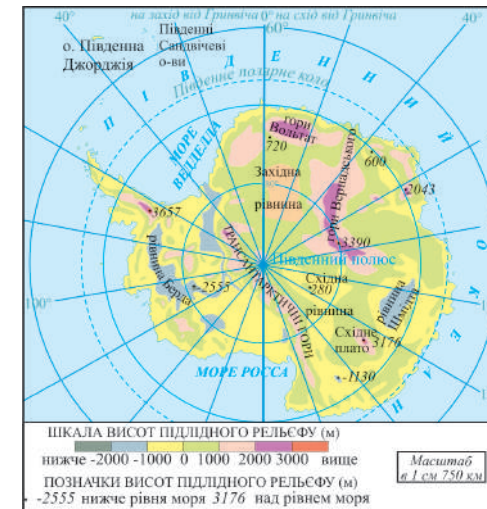 на захід від Гринвіча 0° на схід від Гринвіча
40°
60°
40°
Південні
Сандвічеві
о-ви
о. Південна
Джорджія
ПІВДЕННИЙ ОКЕАН
Південне полярне коло
МОРЕ
ВЕДДЕЛЛА
гори
Вольтат
720
600
Західна
рівнина
гори Вернадського
2043
3657
3390
Південний полюс
ТРАНСАНТАРКТИЧНІ ГОРИ
рівнина Берда
-2555
Східна
280
рівнина
рівнина
Шмідта
100°
Східне
плато
3176
МОРЕ РОССА
-1130
ШКАЛА ВИСОТ ПІДЛІДНОГО РЕЛЬЄФУ (м)
нижче -2000 -1000 0 1000 2000 3000 вище
ПОЗНАЧКИ ВИСОТ ПІДЛІДНОГО РЕЛЬЄФУ (м)
-2555 нижче рівня моря 3176 над рівнем моря
Масштаб
в 1 см 750 км